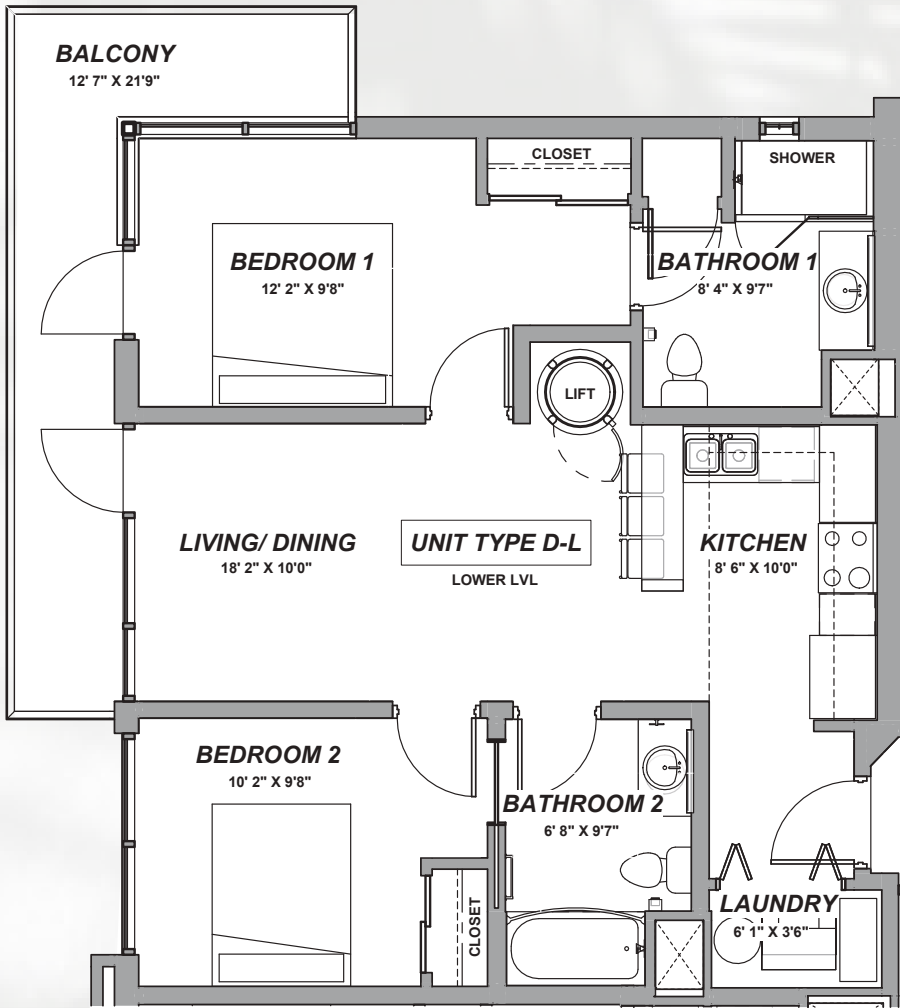 BALCONY
12' 7" X 21'9"
CLOSET
SHOWER
BEDROOM 1
12' 2" X 9'8"
BATHROOM 1
8' 4" X 9'7"
LIFT
LIVING/ DINING
18' 2" X 10'0"
UNIT TYPE D-L
LOWER LVL
KITCHEN
8' 6" X 10'0"
BEDROOM 2
10' 2" X 9'8"
BATHROOM 2
6' 8" X 9'7"
CLOSET
LAUNDRY
6' 1" X 3'6"